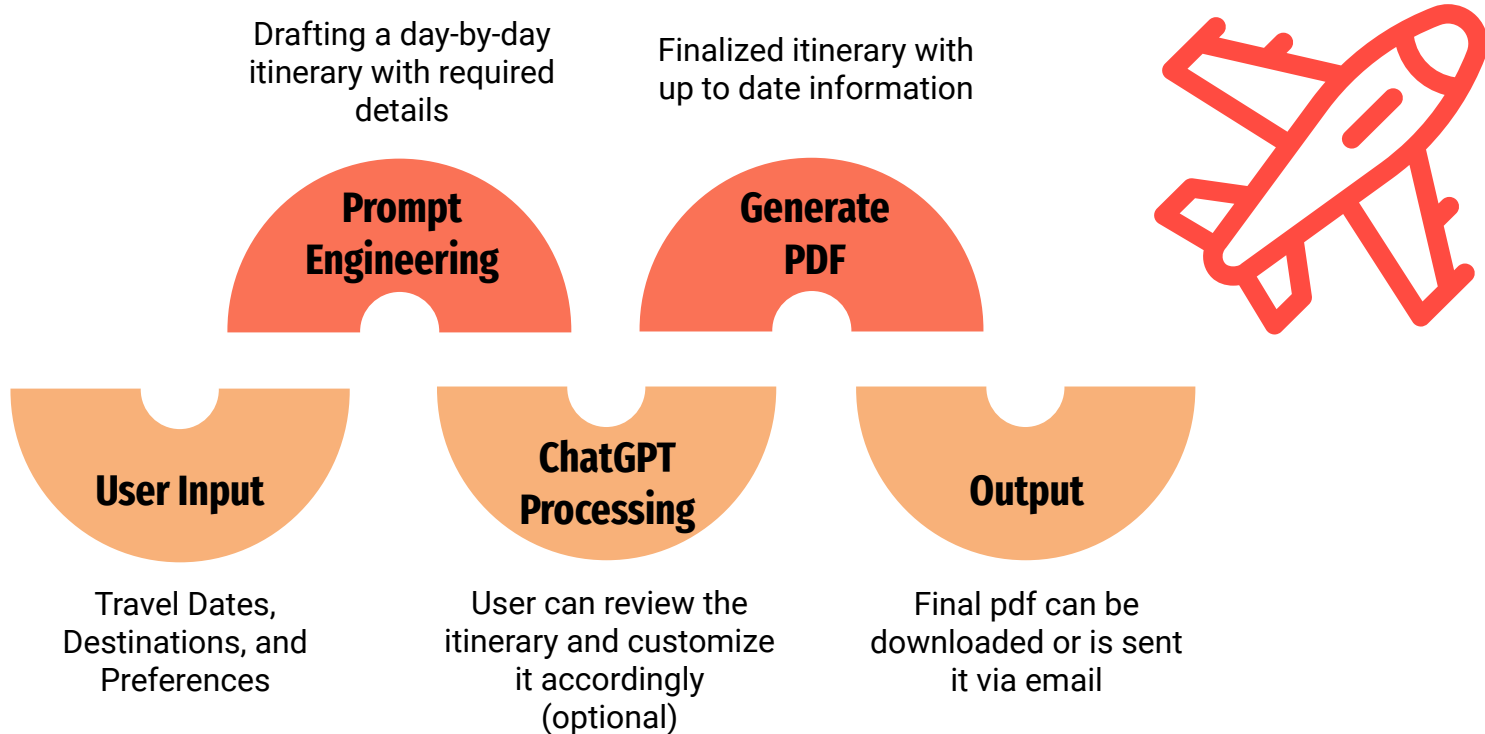 Drafting a day-by-day
itinerary with required
details
Finalized itinerary with
up to date information
Prompt
Engineering
Generate
PDF
User Input
ChatGPT
Processing
Output
Travel Dates,
Destinations, and
Preferences
User can review the
itinerary and customize
it accordingly
(optional)
Final pdf can be
downloaded or is sent
it via email